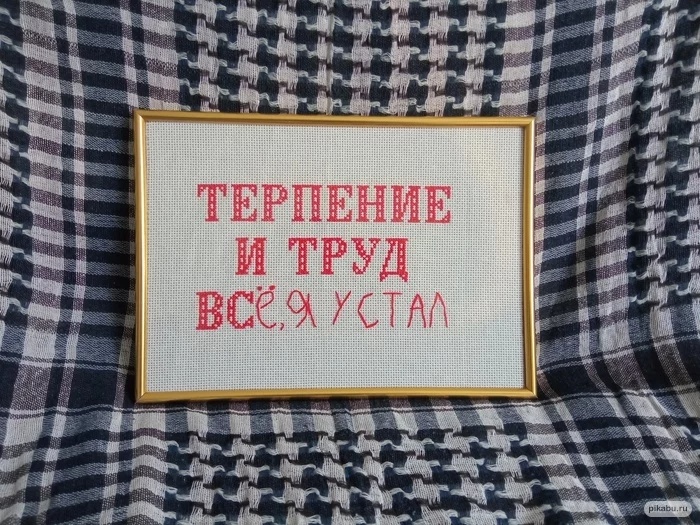 ТЕРПЕНИЕ
И ТРУД
ВСЁ, Я УСТАЛ
pikabu.ru